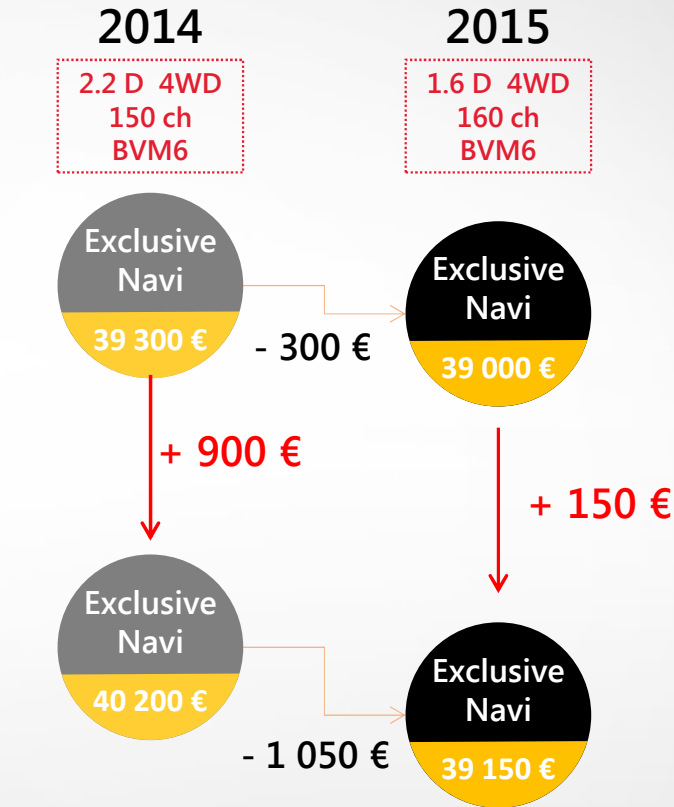 2014
2015
2.2 D 4WD
150 ch
BVM6
1.6 D 4WD
160 ch
BVM6
Exclusive
Navi
39 300 €
- 300 €
Exclusive
Navi
39 000 €
+ 900 €
+ 150 €
Exclusive
Navi
40 200 €
- 1 050 €
Exclusive
Navi
39 150 €